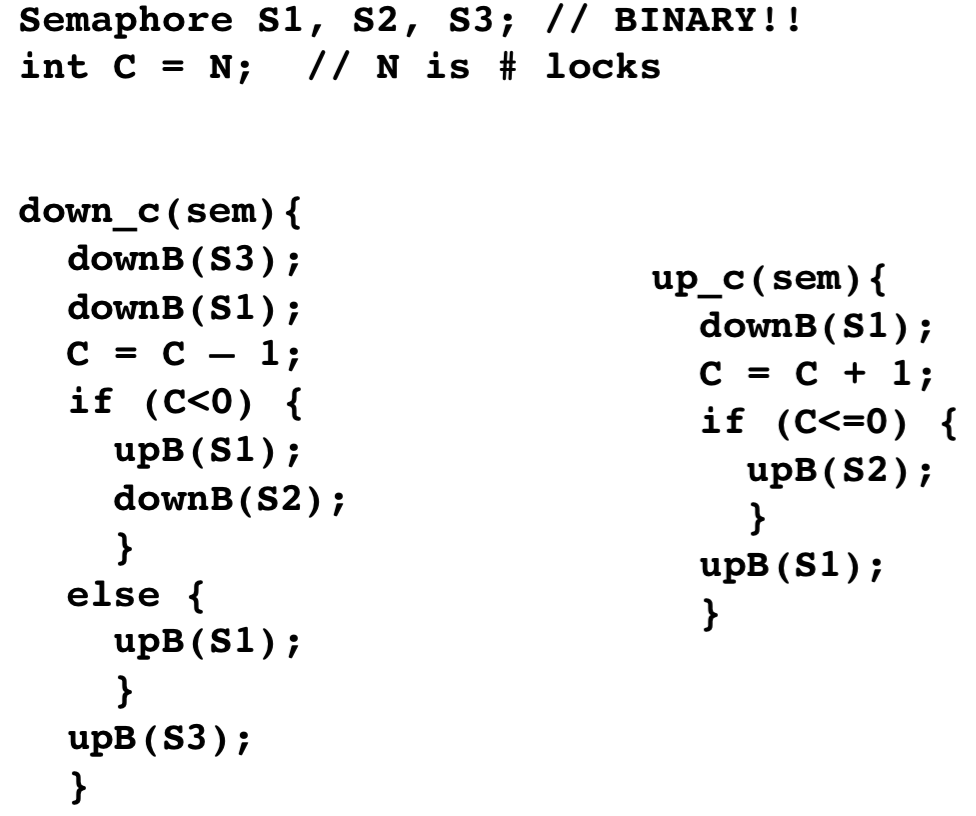 Semaphore S1, S2, S3; // BINARY!!
int C = N;  // N is # locks
down_c(sem){
  downB(S3);
  downB(S1);
  C = C – 1;
  if (C<0) {
    upB(S1);
    downB(S2);
    }
  else {
    upB(S1);
    }
  upB(S3);
  }
up_c(sem){
  downB(S1);
  C = C + 1;
  if (C<=0) {
    upB(S2);
    }
  upB(S1);
  }